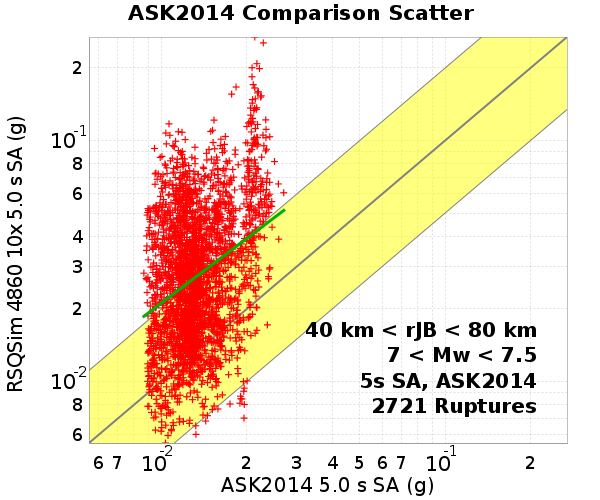 ASK2014 Comparison Scatter
RSQSim 4860 10x 5.0 s SA (g)
2
10-1
8
6
4
3
2
10-2
8
6
40 km < rJB < 80 km
7 < Mw < 7.5
5s SA, ASK2014
2721 Ruptures
6 7 10-2 2 3 4 5 6 7 10-1 2
ASK2014 5.0 s SA (g)